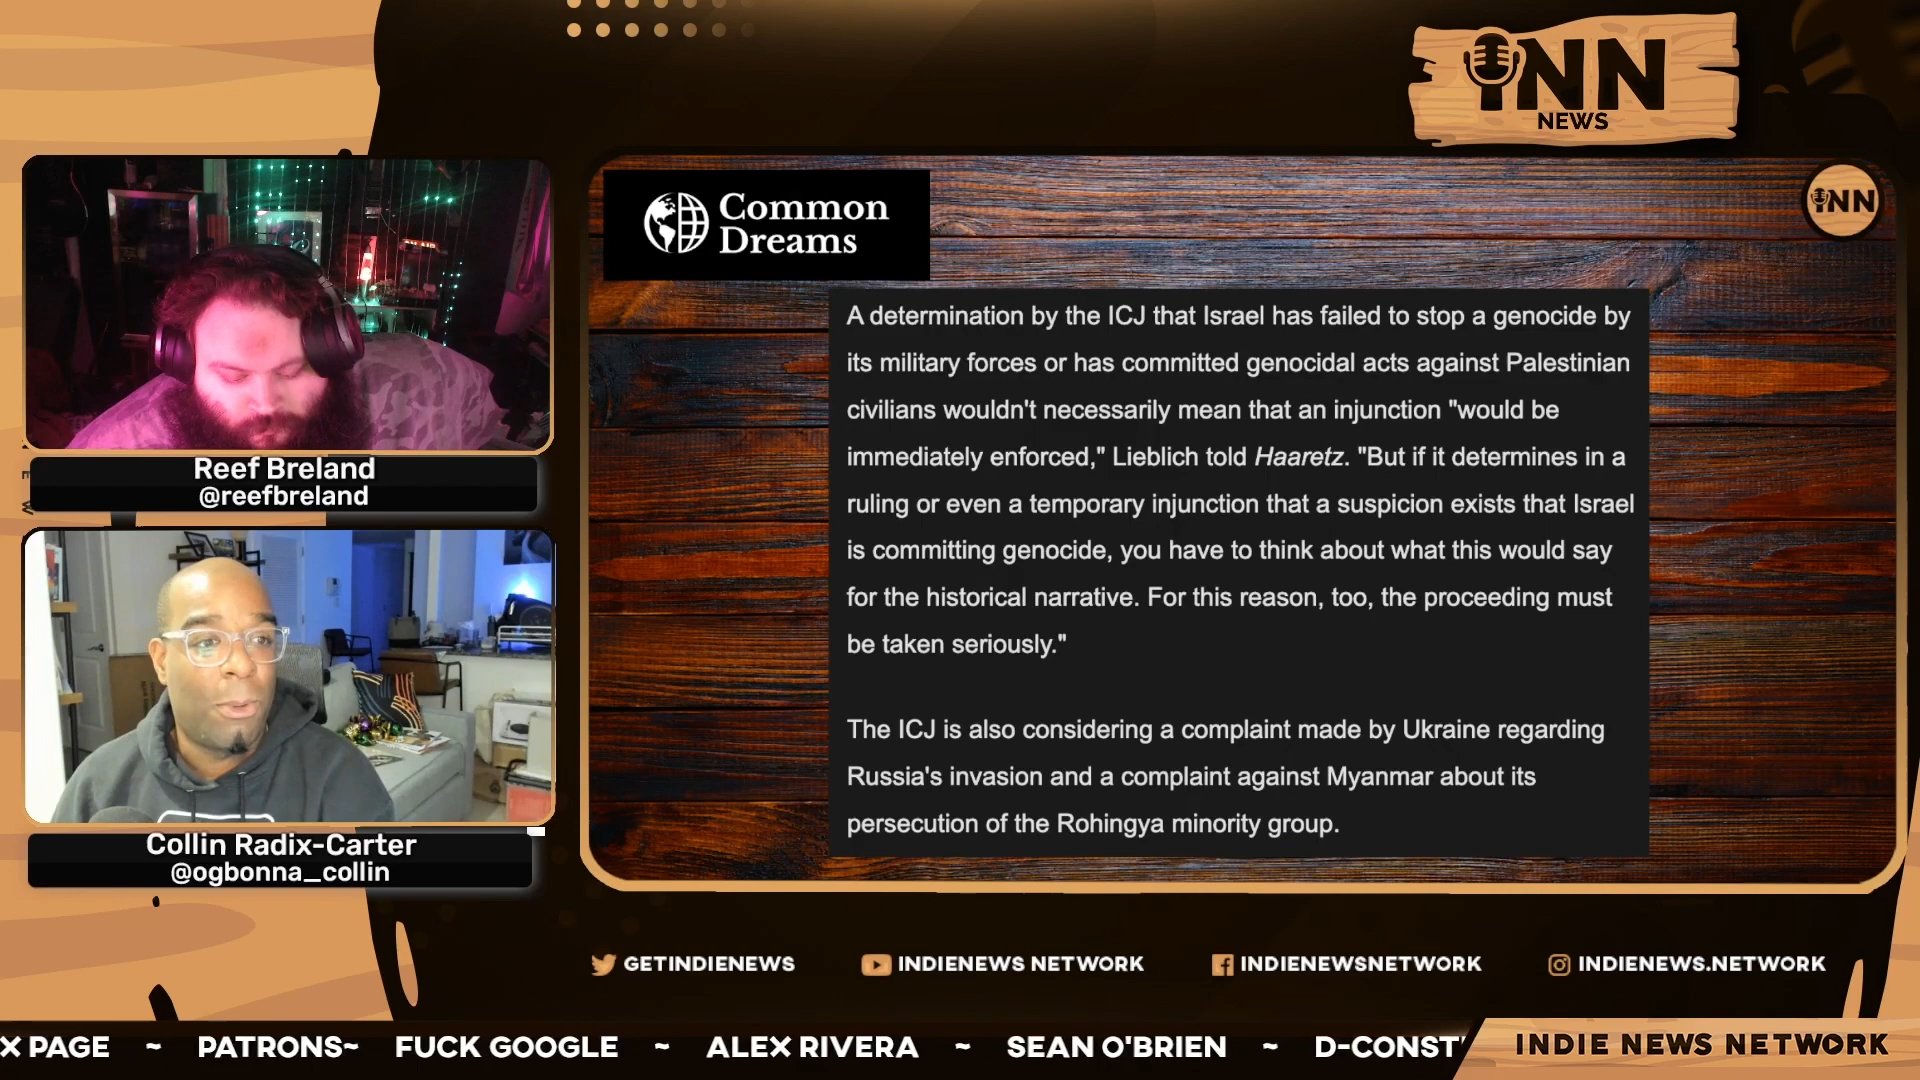 INN
NEWS
Common
Dreams
INN
A determination by the ICJ that Israel has failed to stop a genocide by
its military forces or has committed genocidal acts against Palestinian
civilians wouldn't necessarily mean that an injunction "would be
immediately enforced," Lieblich told Haaretz. "But if it determines in a
ruling or even a temporary injunction that a suspicion exists that Israel
is committing genocide, you have to think about what this would say
for the historical narrative. For this reason, too, the proceeding must
be taken seriously."
The ICJ is also considering a complaint made by Ukraine regarding
Russia's invasion and a complaint against Myanmar about its
persecution of the Rohingya minority group.
Reef Breland
@reefbreland
Collin Radix-Carter
@ogbonna_collin
GETINDIENEWS
INDIENEWS NETWORK
INDIENEWSNETWORK
INDIENEWS.NETWORK
X PAGE ~ PATRONS~ FUCK GOOGLE ~ ALEX RIVERA ~ SEAN O'BRIEN ~ D-CONST
INDIE NEWS NETWORK